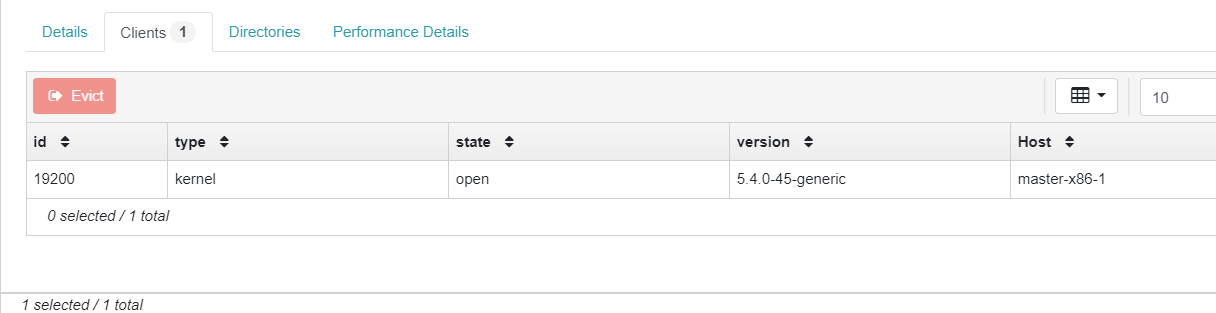 Details Clients 1 Directories Performance Details
Evict 10
id type state version Host
19200 kernel open 5.4.0-45-generic master-x86-1
0 selected / 1 total
1 selected / 1 total